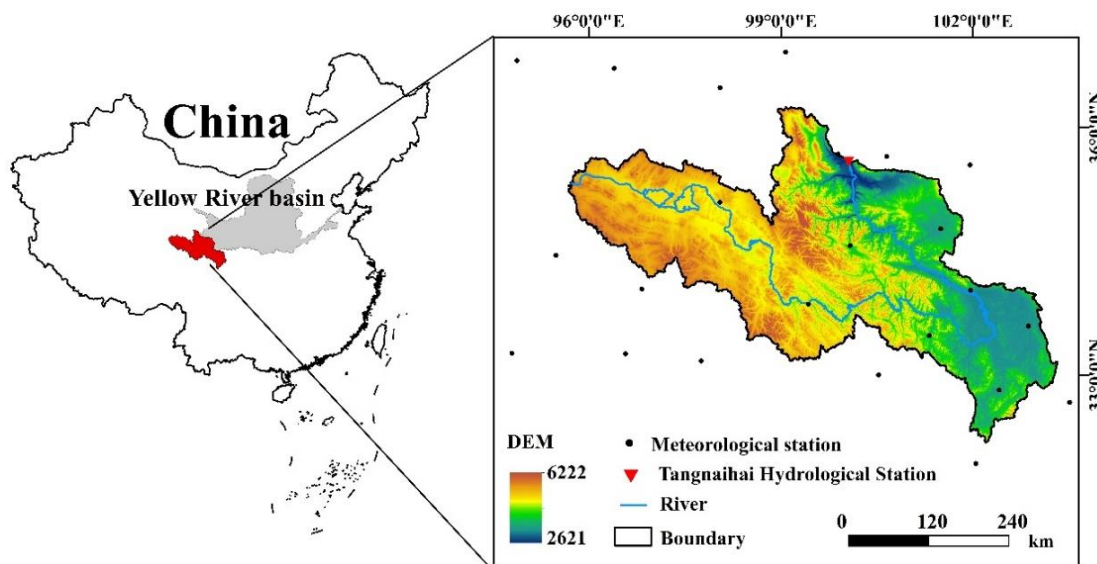 96°0'0"E 99°0'0"E 102°0'0"E
China
Yellow River basin
36°0'0"N
33°0'0"N
DEM
6222
2621
Meteorological station
Tangnaihai Hydrological Station
River
Boundary
0 120 240
km